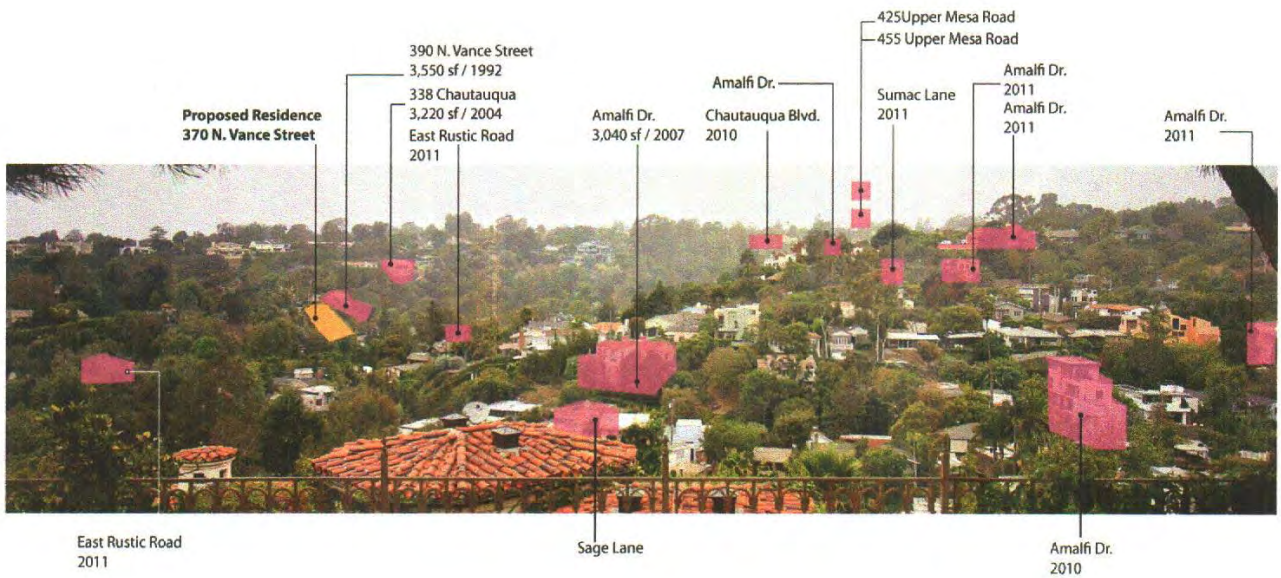 425Upper Mesa Road
455 Upper Mesa Road
390 N. Vance Street
3,550 sf / 1992
Proposed Residence
370 N. Vance Street
338 Chautauqua
3,220 sf / 2004
East Rustic Road
2011
Amalfi Dr.
3,040 sf / 2007
Amalfi Dr.
Chautauqua Blvd.
2010
Sumac Lane
2011
Amalfi Dr.
2011
Amalfi Dr.
2011
Amalfi Dr.
2011
East Rustic Road
2011
Sage Lane
Amalfi Dr.
2010